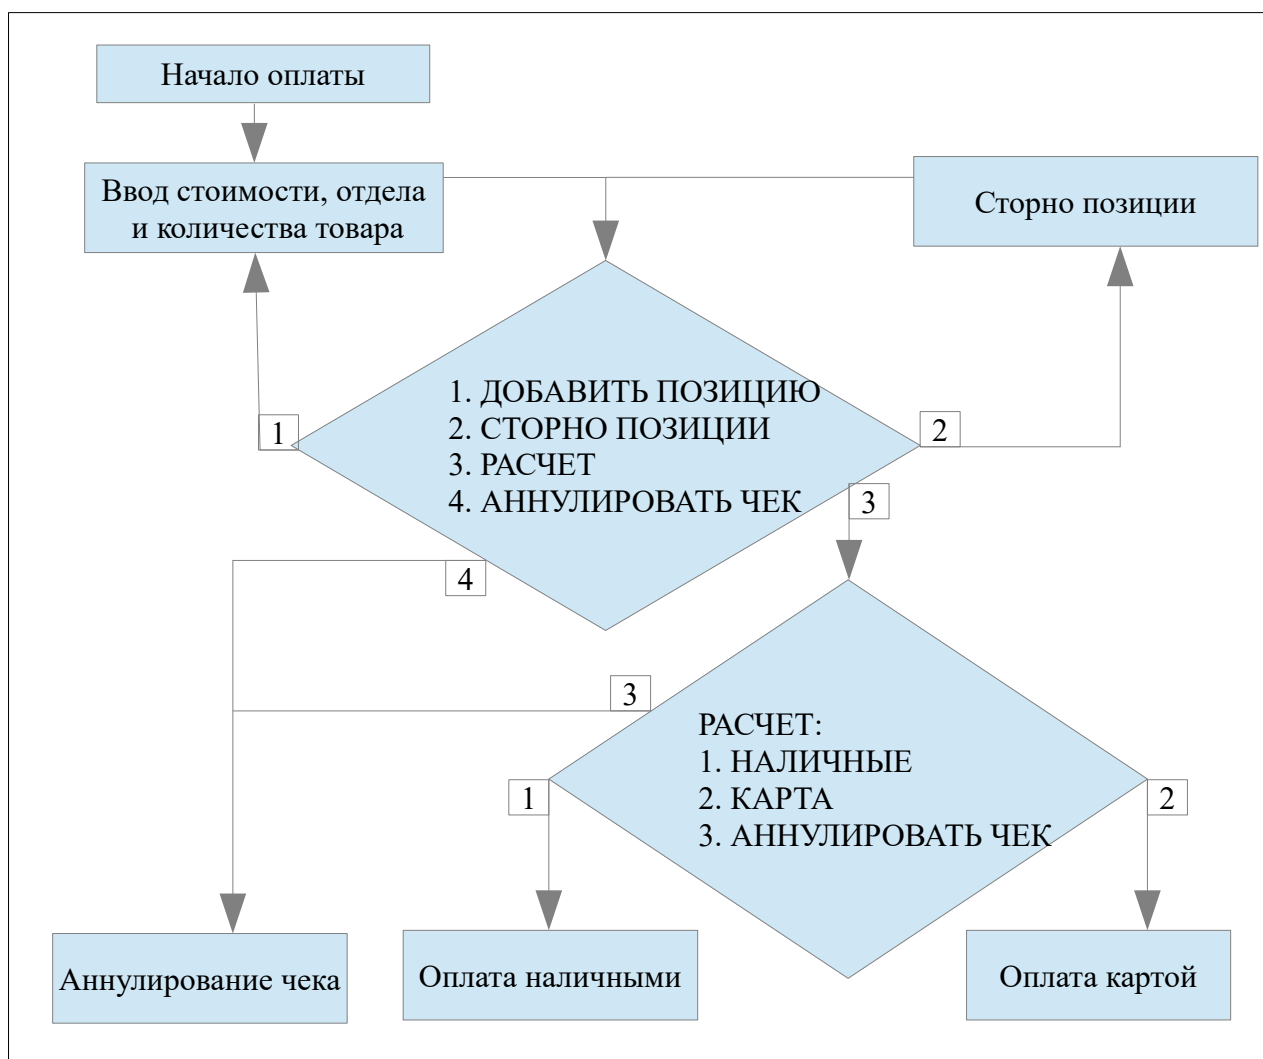 Начало оплаты
Ввод стоимости, отдела
и количества товара
Сторно позиции
1. ДОБАВИТЬ ПОЗИЦИЮ
2. СТОРНО ПОЗИЦИИ
3. РАСЧЕТ
4. АННУЛИРОВАТЬ ЧЕК
1
2
3
4
3
РАСЧЕТ:
1. НАЛИЧНЫЕ
2. КАРТА
3. АННУЛИРОВАТЬ ЧЕК
1
2
Аннулирование чека
Оплата наличными
Оплата картой